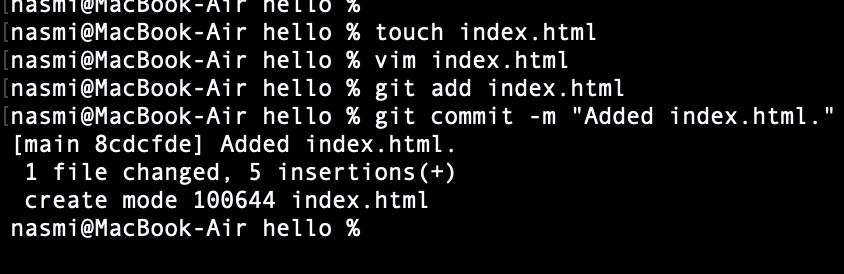 nasmi@MacBook-Air hello %
[nasmi@MacBook-Air hello % touch index.html
[nasmi@MacBook-Air hello % vim index.html
[nasmi@MacBook-Air hello % git add index.html
[nasmi@MacBook-Air hello % git commit -m "Added index.html."
[main 8cdcfde] Added index.html.
1 file changed, 5 insertions(+)
create mode 100644 index.html
nasmi@MacBook-Air hello %